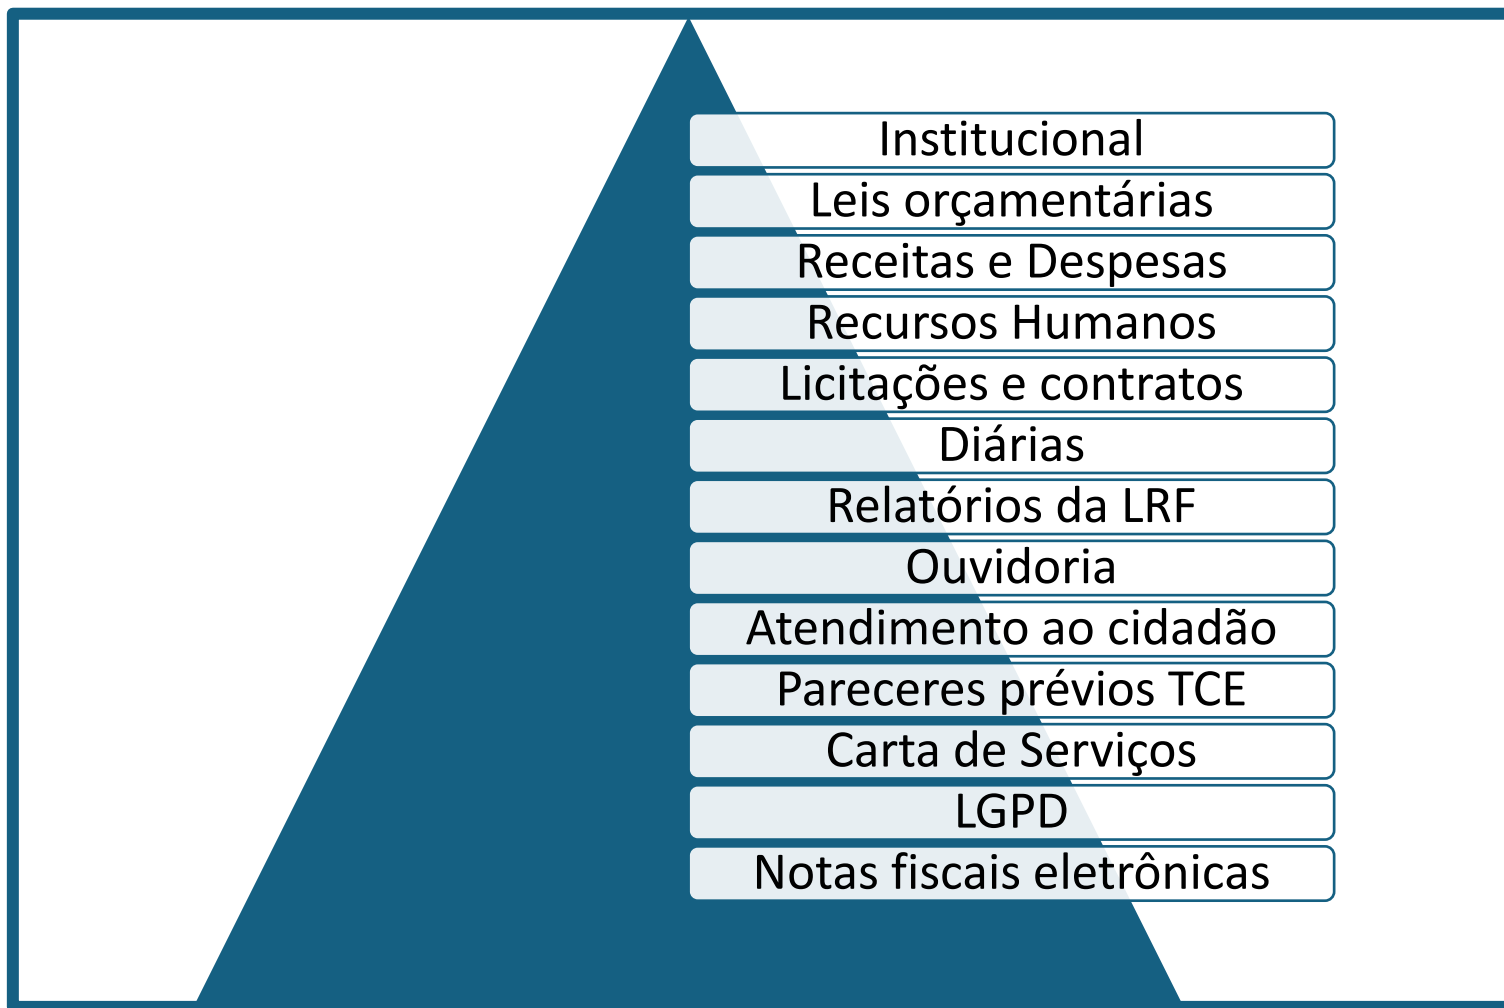 Institucional
Leis orçamentárias
Receitas e Despesas
Recursos Humanos
Licitações e contratos
Diárias
Relatórios da LRF
Ouvidoria
Atendimento ao cidadão
Pareceres prévios TCE
Carta de Serviços
LGPD
Notas fiscais eletrônicas